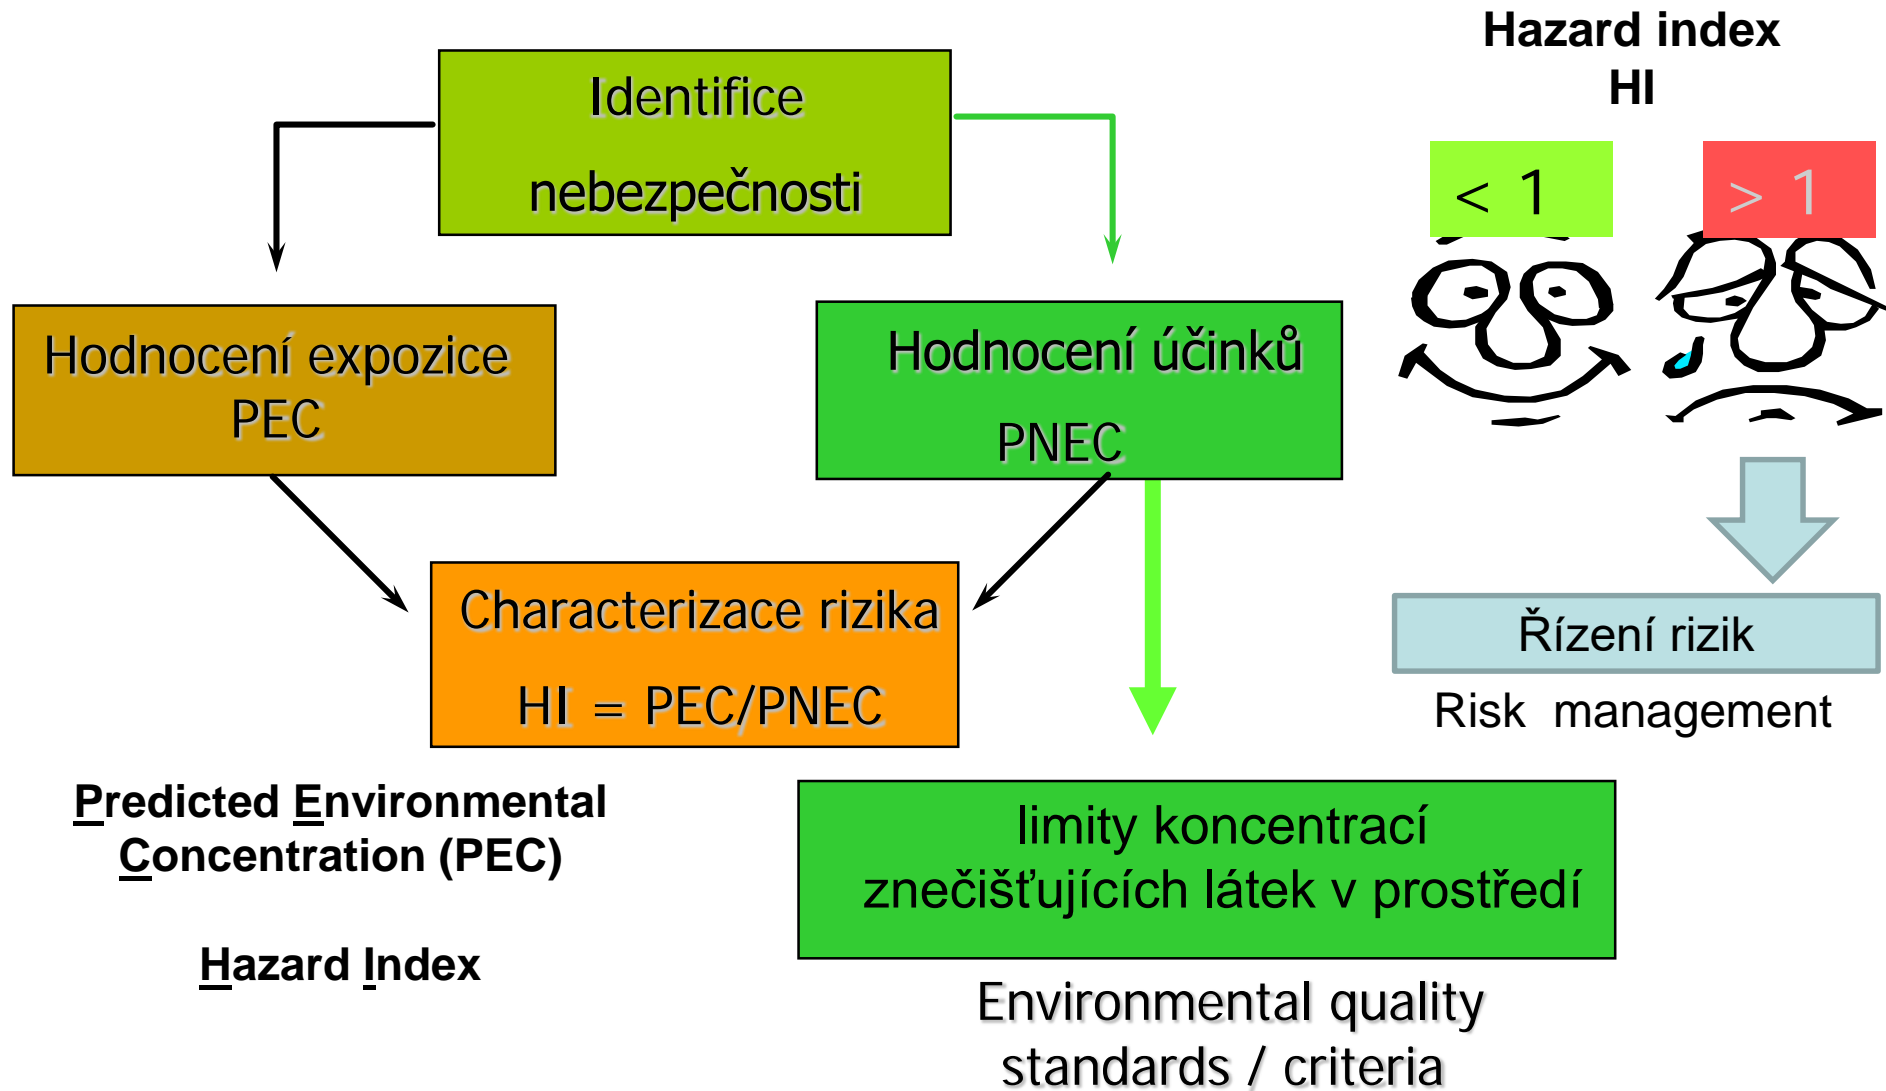 Hazard index
HI
< 1
> 1
Identifice
nebezpečnosti
Hodnocení expozice
PEC
Hodnocení účinků
PNEC
Characterizace rizika
HI = PEC/PNEC
Řízení rizik
Risk management
Predicted Environmental
Concentration (PEC)
Hazard Index
limity koncentrací
znečišťujících látek v prostředí
Environmental quality
standards / criteria